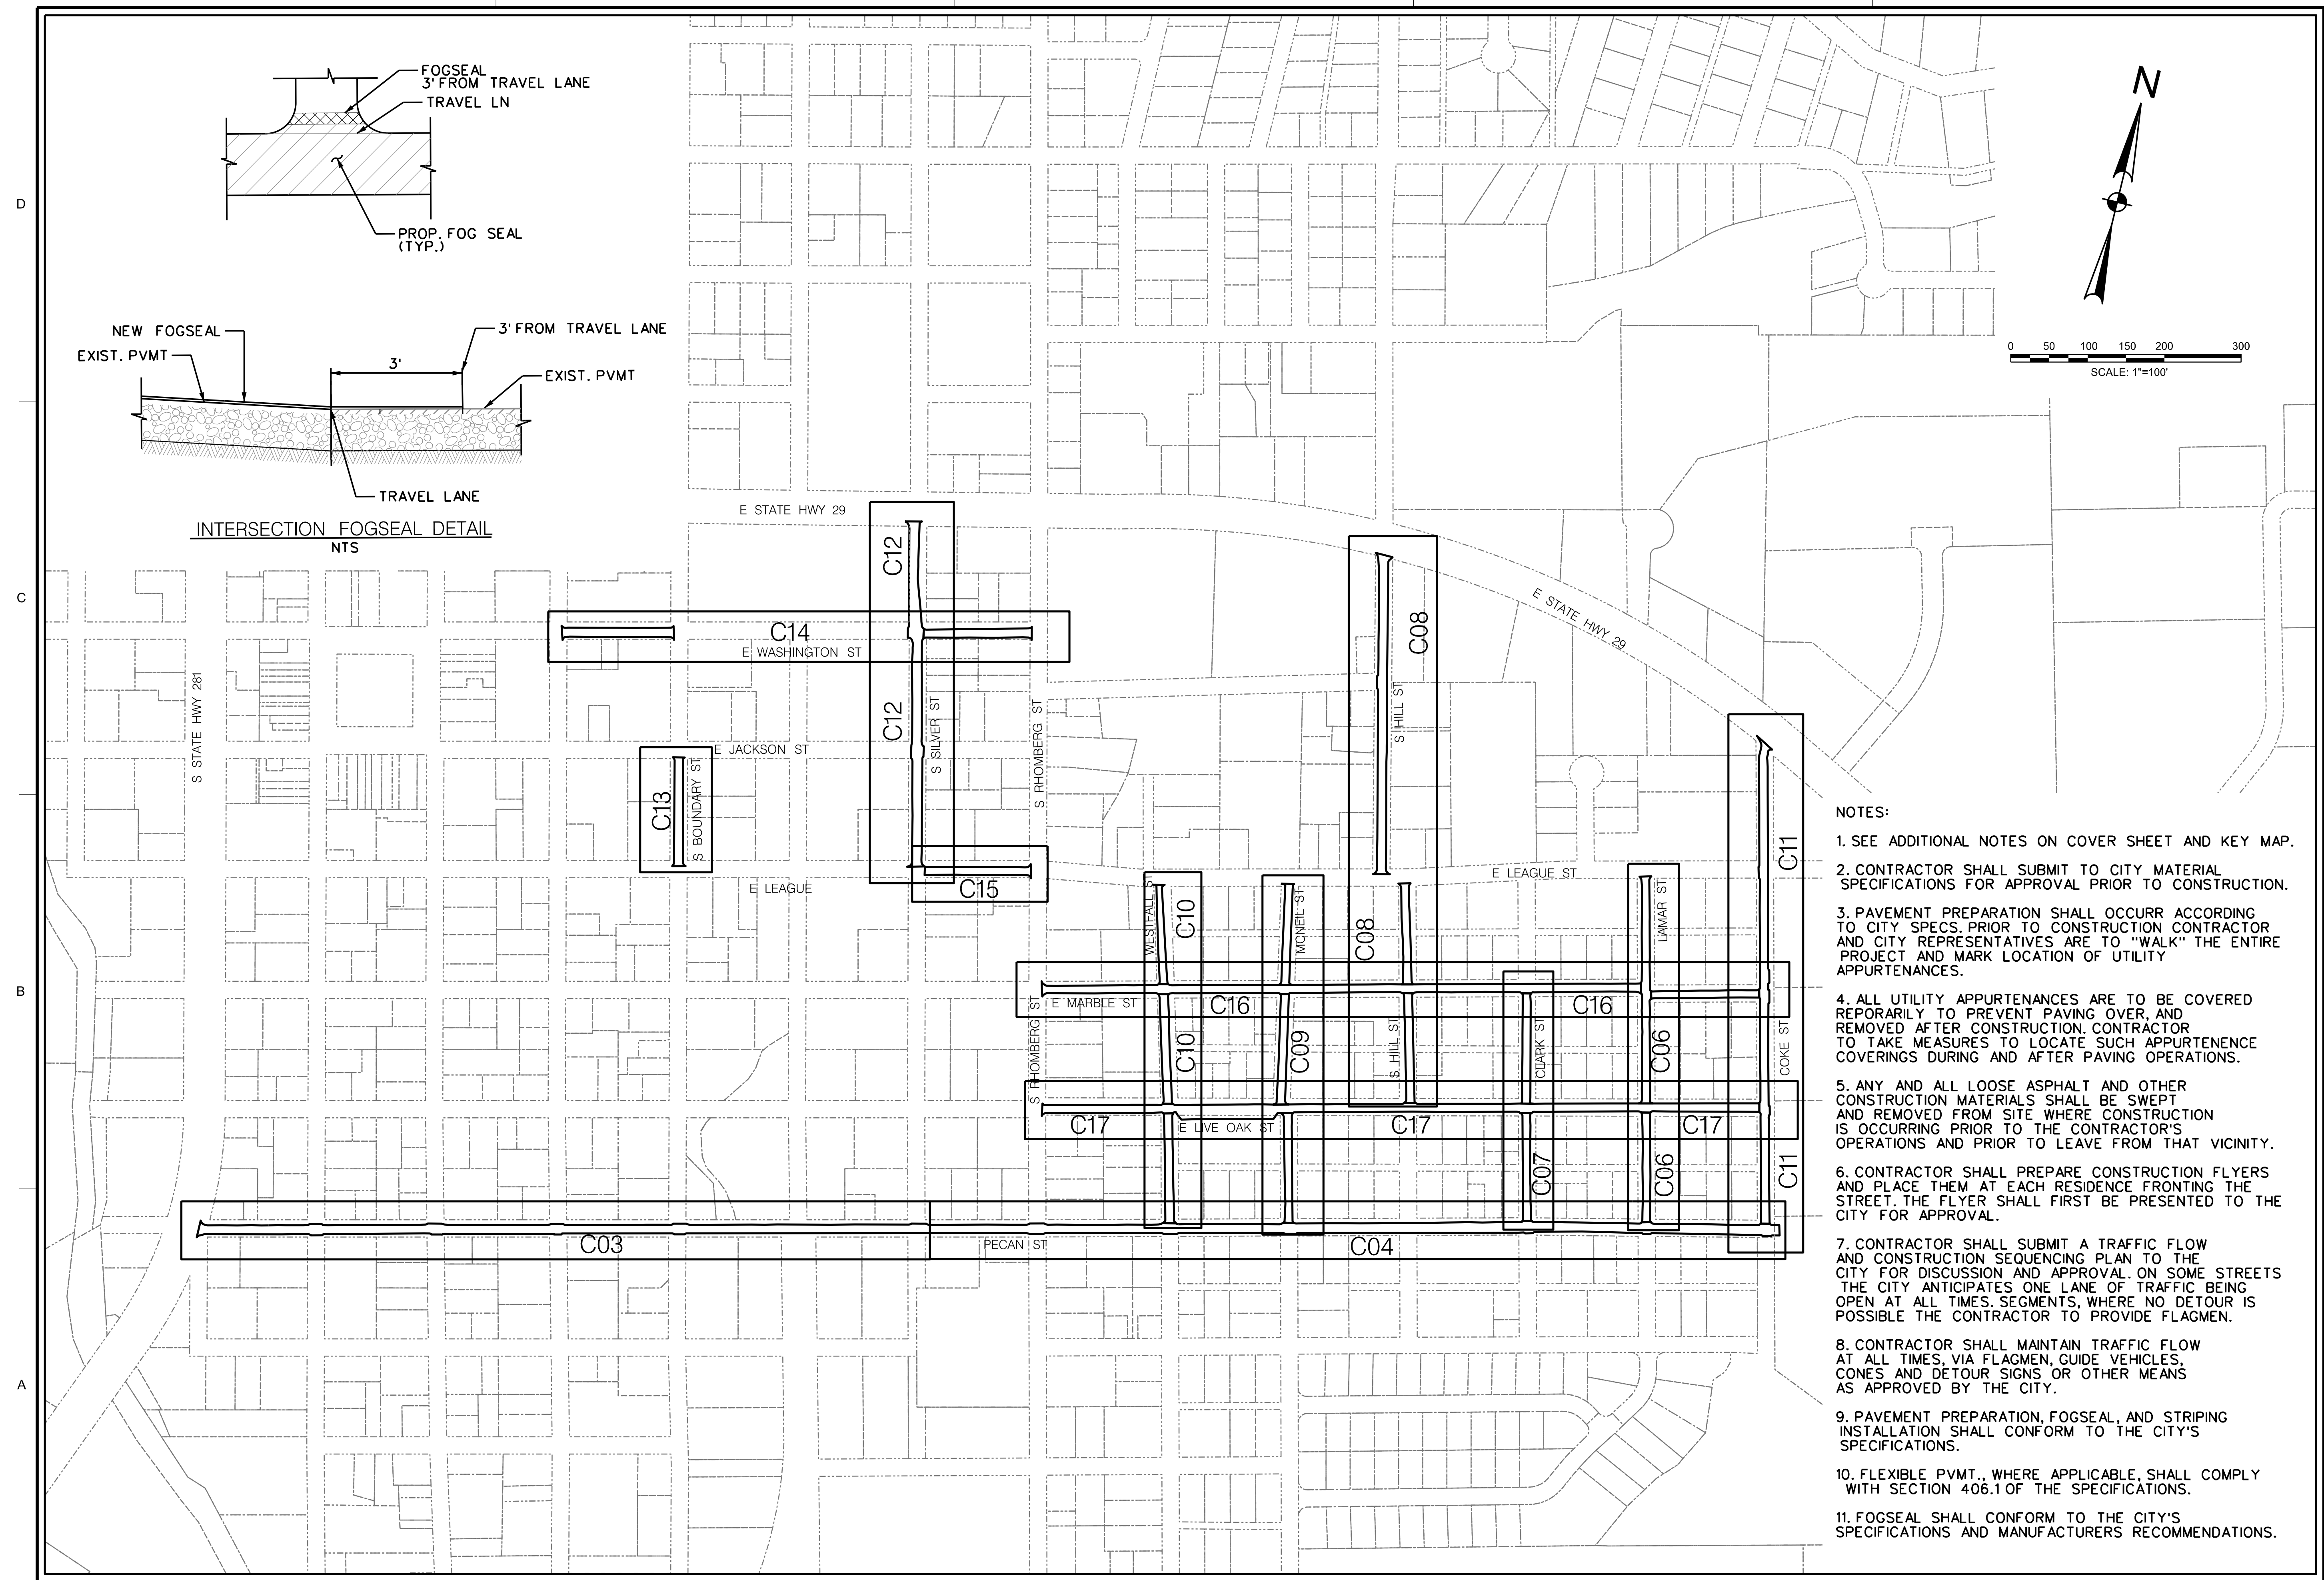 FOGSEAL
3' FROM TRAVEL LANE
TRAVEL LN
PROP. FOG SEAL
(TYP.)
NEW FOGSEAL
EXIST. PVMT
3'
3' FROM TRAVEL LANE
EXIST. PVMT
TRAVEL LANE
INTERSECTION FOGSEAL DETAIL
NTS
N
0 50 100 150 200 300
SCALE: 1"=100'
D
C
B
A
E STATE HWY 29
E STATE HWY 29
C12
C14
E WASHINGTON ST
C12
S SILVER ST
S RHOMBERG ST
C08
S HILL ST
S STATE HWY 281
E JACKSON ST
C13
S BOUNDARY ST
E LEAGUE
C15
E LEAGUE ST
WESTFALL ST
C10
MCNEIL ST
C08
LAMAR ST
C11
E MARBLE ST
C16
C16
S RHOMBERG ST
C10
C09
S HILL ST
CLARK ST
C06
COKE ST
C17
E LIVE OAK ST
C17
C17
C07
C06
C11
C03
PECAN ST
C04
NOTES:
1. SEE ADDITIONAL NOTES ON COVER SHEET AND KEY MAP.
2. CONTRACTOR SHALL SUBMIT TO CITY MATERIAL
SPECIFICATIONS FOR APPROVAL PRIOR TO CONSTRUCTION.
3. PAVEMENT PREPARATION SHALL OCCURR ACCORDING
TO CITY SPECS. PRIOR TO CONSTRUCTION CONTRACTOR
AND CITY REPRESENTATIVES ARE TO "WALK" THE ENTIRE
PROJECT AND MARK LOCATION OF UTILITY
APPURTENANCES.
4. ALL UTILITY APPURTENANCES ARE TO BE COVERED
REPORARILY TO PREVENT PAVING OVER, AND
REMOVED AFTER CONSTRUCTION. CONTRACTOR
TO TAKE MEASURES TO LOCATE SUCH APPURTENENCE
COVERINGS DURING AND AFTER PAVING OPERATIONS.
5. ANY AND ALL LOOSE ASPHALT AND OTHER
CONSTRUCTION MATERIALS SHALL BE SWEPT
AND REMOVED FROM SITE WHERE CONSTRUCTION
IS OCCURRING PRIOR TO THE CONTRACTOR'S
OPERATIONS AND PRIOR TO LEAVE FROM THAT VICINITY.
6. CONTRACTOR SHALL PREPARE CONSTRUCTION FLYERS
AND PLACE THEM AT EACH RESIDENCE FRONTING THE
STREET. THE FLYER SHALL FIRST BE PRESENTED TO THE
CITY FOR APPROVAL.
7. CONTRACTOR SHALL SUBMIT A TRAFFIC FLOW
AND CONSTRUCTION SEQUENCING PLAN TO THE
CITY FOR DISCUSSION AND APPROVAL. ON SOME STREETS
THE CITY ANTICIPATES ONE LANE OF TRAFFIC BEING
OPEN AT ALL TIMES. SEGMENTS, WHERE NO DETOUR IS
POSSIBLE THE CONTRACTOR TO PROVIDE FLAGMEN.
8. CONTRACTOR SHALL MAINTAIN TRAFFIC FLOW
AT ALL TIMES, VIA FLAGMEN, GUIDE VEHICLES,
CONES AND DETOUR SIGNS OR OTHER MEANS
AS APPROVED BY THE CITY.
9. PAVEMENT PREPARATION, FOGSEAL, AND STRIPING
INSTALLATION SHALL CONFORM TO THE CITY'S
SPECIFICATIONS.
10. FLEXIBLE PVMT., WHERE APPLICABLE, SHALL COMPLY
WITH SECTION 406.1 OF THE SPECIFICATIONS.
11. FOGSEAL SHALL CONFORM TO THE CITY'S
SPECIFICATIONS AND MANUFACTURERS RECOMMENDATIONS.